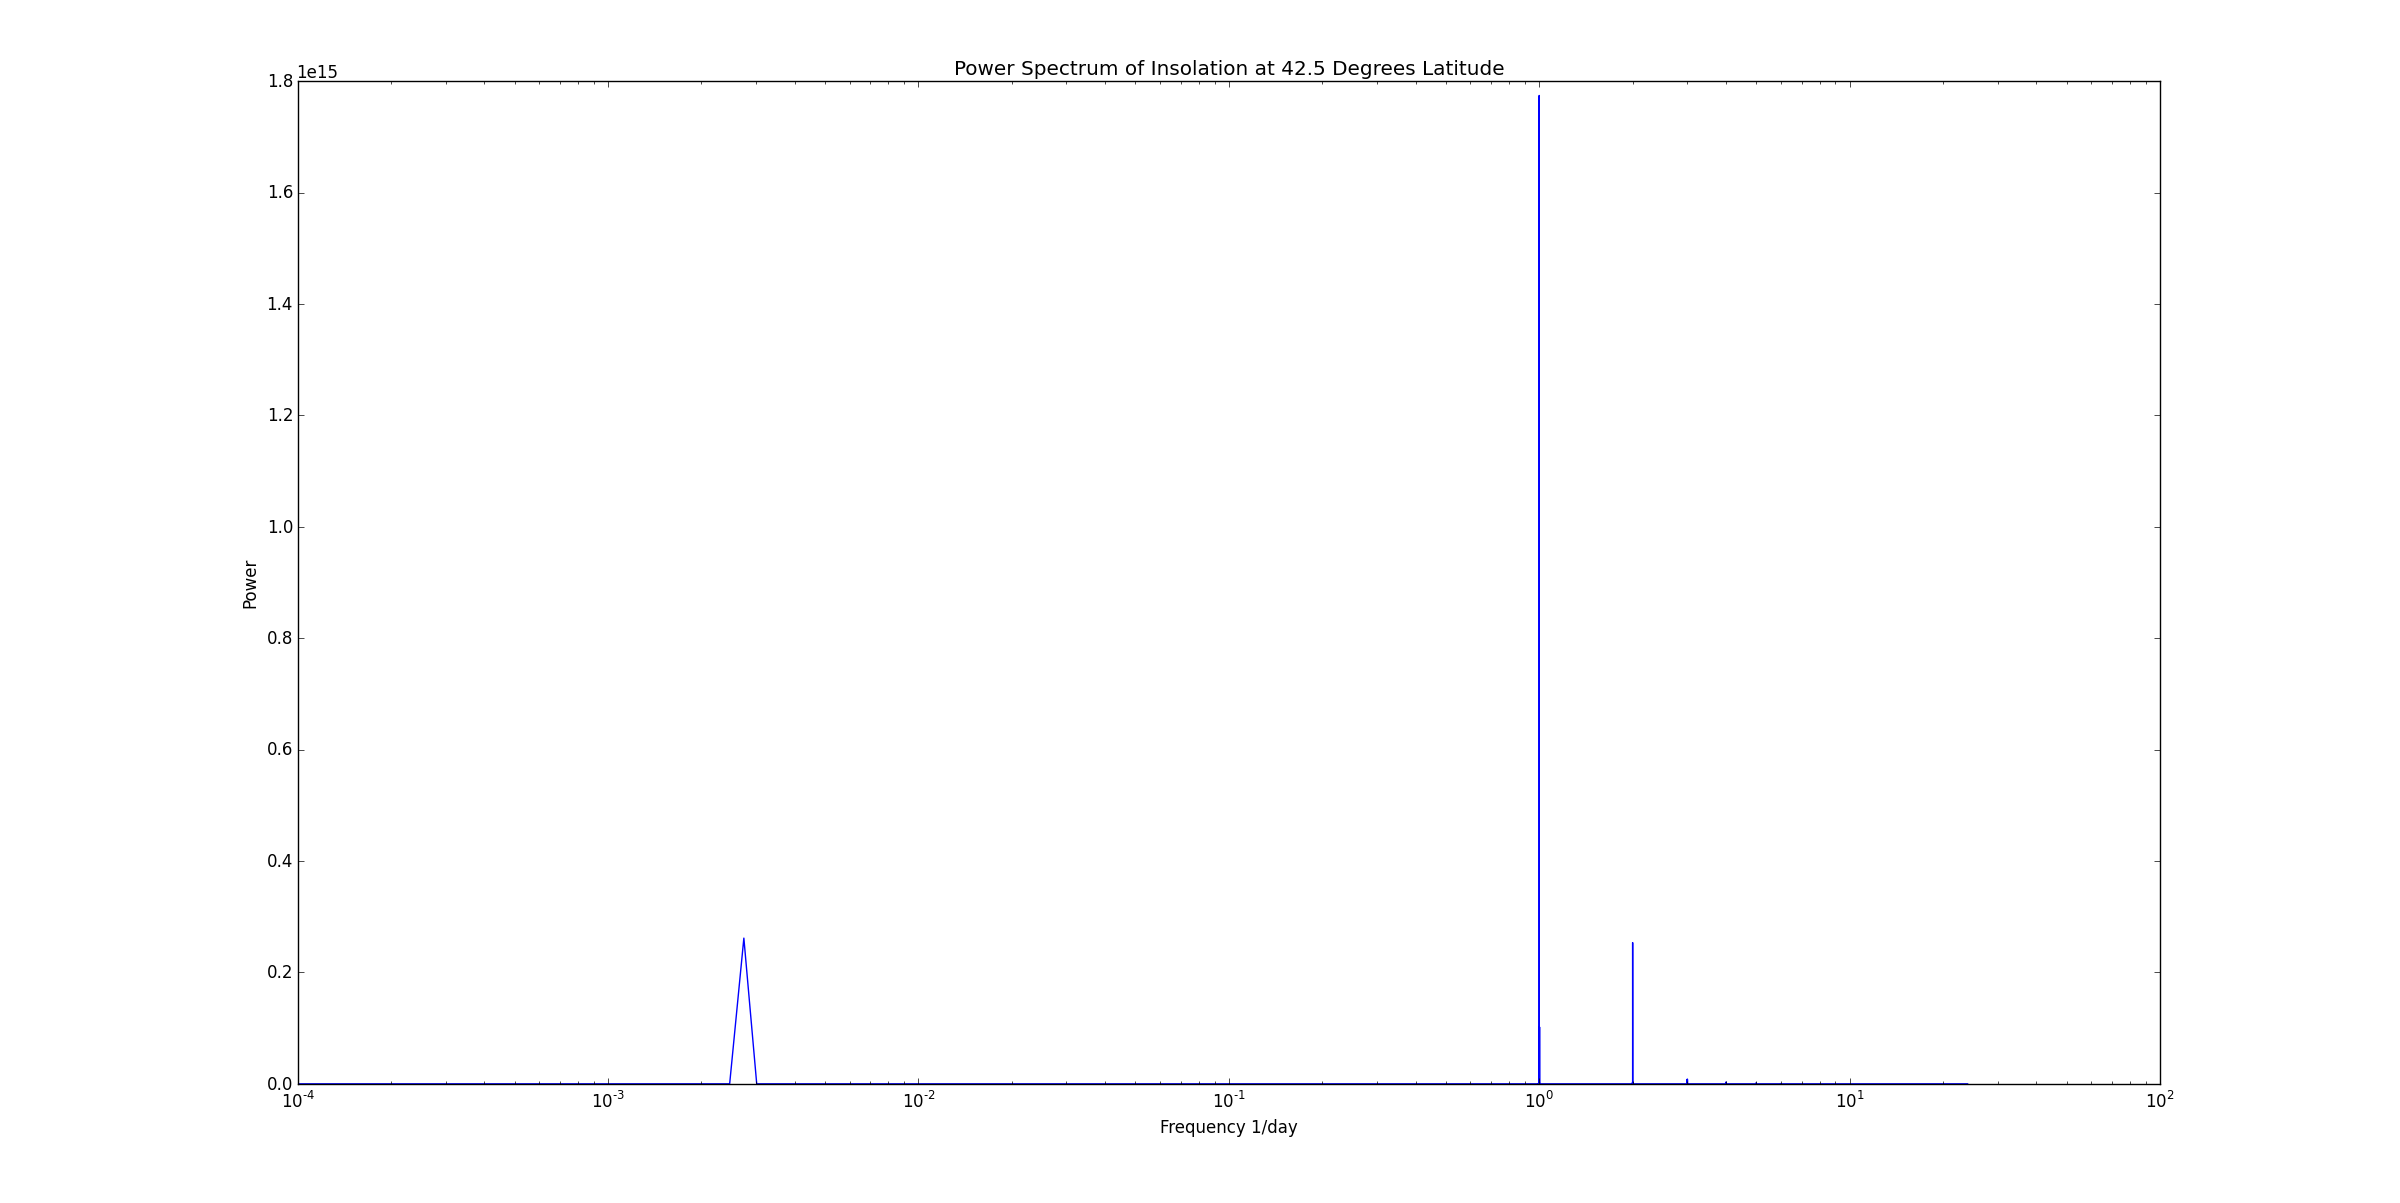 Power Spectrum of Insolation at 42.5 Degrees Latitude
1e15
1.8
1.6
1.4
1.2
1.0
0.8
0.6
0.4
0.2
0.0
Power
10^-4 10^-3 10^-2 10^-1 10^0 10^1 10^2
Frequency 1/day